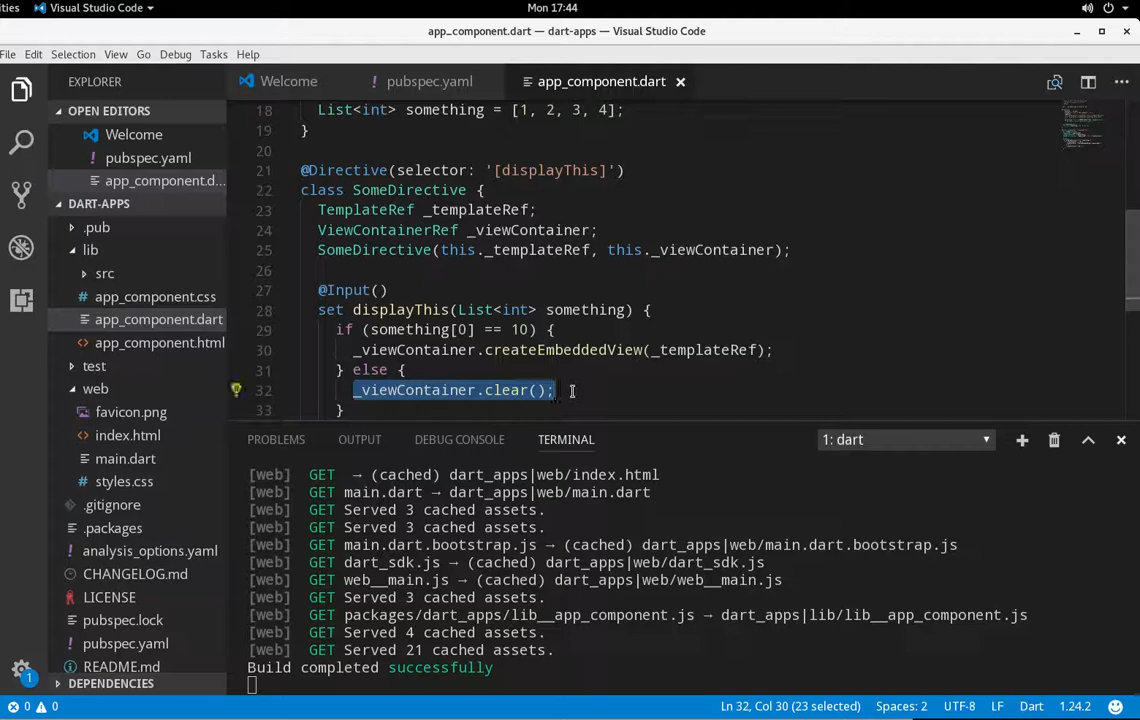 ities Visual Studio Code Mon 17:44
app_component.dart — dart-apps — Visual Studio Code
File Edit Selection View Go Debug Tasks Help
EXPLORER
OPEN EDITORS
Welcome
pubspec.yaml
app_component.d...
DART-APPS
.pub
lib
src
app_component.css
app_component.dart
app_component.html
test
web
favicon.png
index.html
main.dart
styles.css
.gitignore
.packages
analysis_options.yaml
CHANGELOG.md
LICENSE
pubspec.lock
pubspec.yaml
README.md
DEPENDENCIES
1
Welcome pubspec.yaml app_component.dart
18 List<int> something = [1, 2, 3, 4];
19 }
20
21 @Directive(selector: '[displayThis]')
22 class SomeDirective {
23 TemplateRef _templateRef;
24 ViewContainerRef _viewContainer;
25 SomeDirective(this._templateRef, this._viewContainer);
26
27 @Input()
28 set displayThis(List<int> something) {
29 if (something[0] == 10) {
30 _viewContainer.createEmbeddedView(_templateRef);
31 } else {
32 _viewContainer.clear();
33 }
PROBLEMS OUTPUT DEBUG CONSOLE TERMINAL 1: dart
[web] GET → (cached) dart_apps|web/index.html
[web] GET main.dart → dart_apps|web/main.dart
[web] GET Served 3 cached assets.
[web] GET Served 3 cached assets.
[web] GET main.dart.bootstrap.js → (cached) dart_apps|web/main.dart.bootstrap.js
[web] GET dart_sdk.js → (cached) dart_apps|web/dart_sdk.js
[web] GET web__main.js → (cached) dart_apps|web/web__main.js
[web] GET Served 3 cached assets.
[web] GET packages/dart_apps/lib__app_component.js → dart_apps|lib/lib__app_component.js
[web] GET Served 4 cached assets.
[web] GET Served 21 cached assets.
Build completed successfully
0 0 Ln 32, Col 30 (23 selected) Spaces: 2 UTF-8 LF Dart 1.24.2